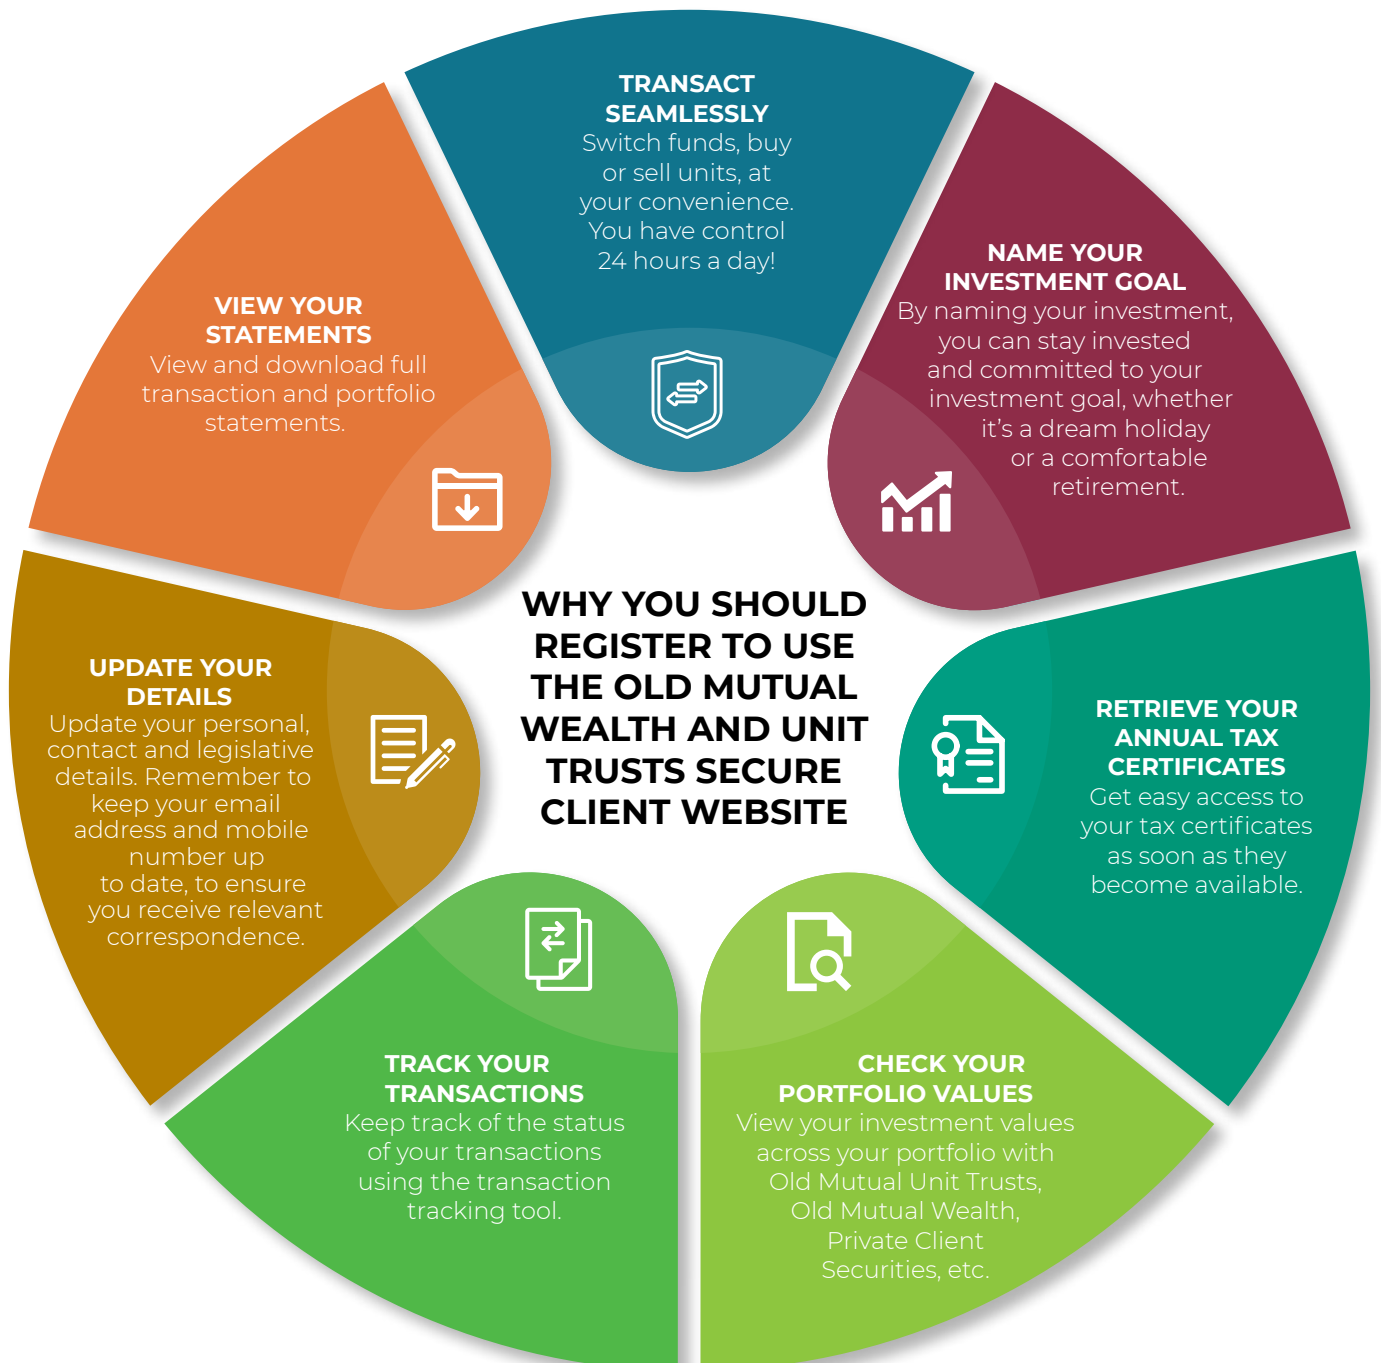 TRANSACT
SEAMLESSLY
Switch funds, buy
or sell units, at
your convenience.
You have control
24 hours a day!
NAME YOUR
INVESTMENT GOAL
By naming your investment,
you can stay invested
and committed to your
investment goal, whether
it’s a dream holiday
or a comfortable
retirement.
RETRIEVE YOUR
ANNUAL TAX
CERTIFICATES
Get easy access to
your tax certificates
as soon as they
become available.
CHECK YOUR
PORTFOLIO VALUES
View your investment values
across your portfolio with
Old Mutual Unit Trusts,
Old Mutual Wealth,
Private Client
Securities, etc.
TRACK YOUR
TRANSACTIONS
Keep track of the status
of your transactions
using the transaction
tracking tool.
UPDATE YOUR
DETAILS
Update your personal,
contact and legislative
details. Remember to
keep your email
address and mobile
number up
to date, to ensure
you receive relevant
correspondence.
VIEW YOUR
STATEMENTS
View and download full
transaction and portfolio
statements.
WHY YOU SHOULD
REGISTER TO USE
THE OLD MUTUAL
WEALTH AND UNIT
TRUSTS SECURE
CLIENT WEBSITE